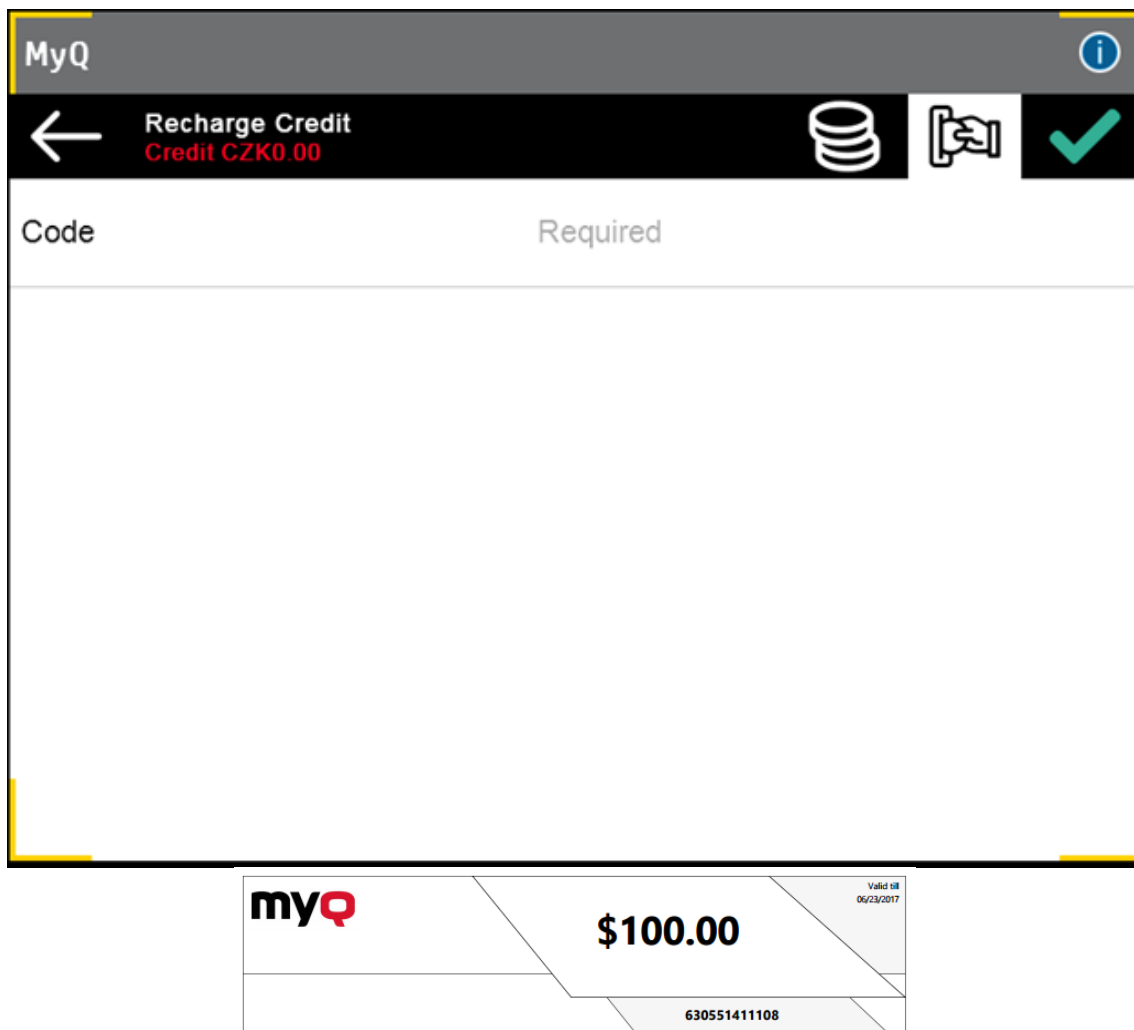 MyQ
Recharge Credit
Credit CZK0.00
Code Required
myQ
$100.00
Valid till
06/23/2017
630551411108